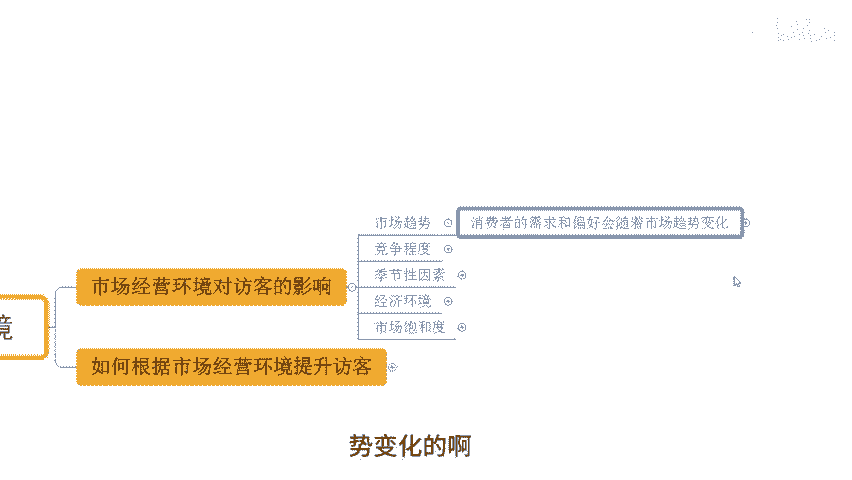 市场趋势
消费者的需求和偏好会随着市场趋势变化
竞争程度
季节性因素
市场经营环境对访客的影响
经济环境
境
市场饱和度
如何根据市场经营环境提升访客
势变化的啊